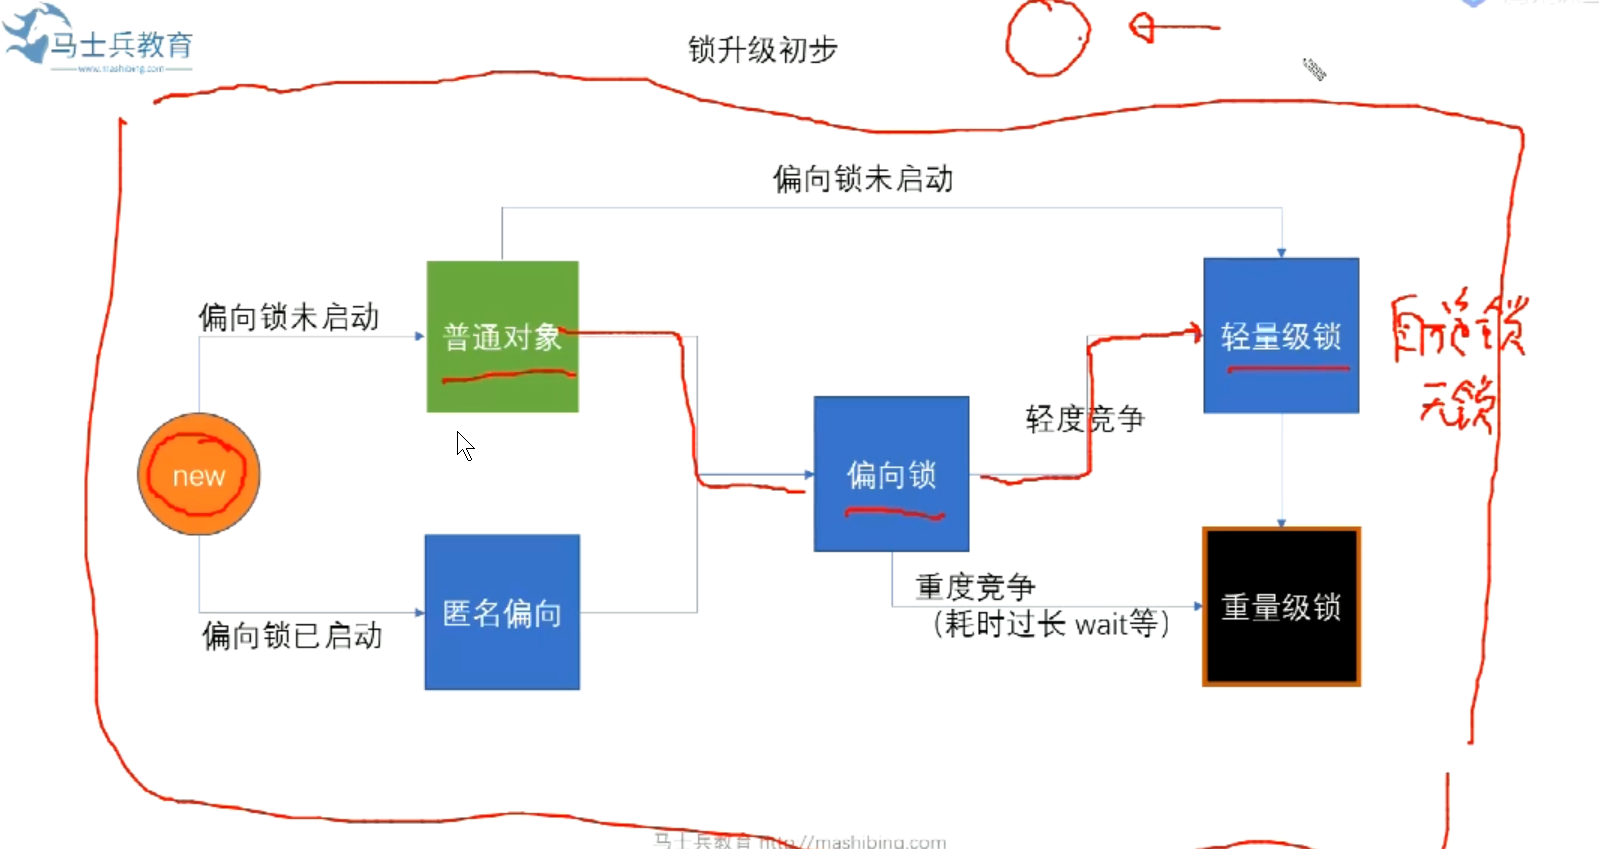 马士兵教育
www.mashibing.com
锁升级初步
偏向锁未启动
偏向锁未启动
普通对象
轻量级锁
自旋锁
无锁
轻度竞争
new
偏向锁
匿名偏向
偏向锁已启动
重度竞争
（耗时过长 wait等）
重量级锁
马士兵教育 http://mashibing.com